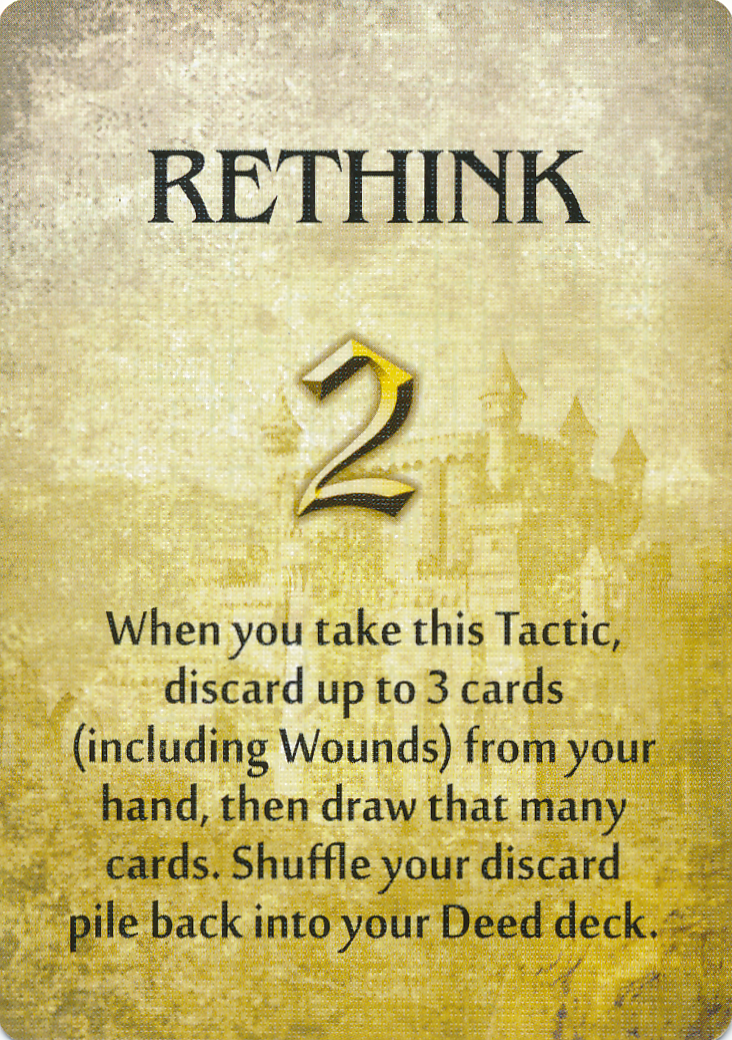 RETHINK
2
When you take this Tactic,
discard up to 3 cards
(including Wounds) from your
hand, then draw that many
cards. Shuffle your discard
pile back into your Deed deck.